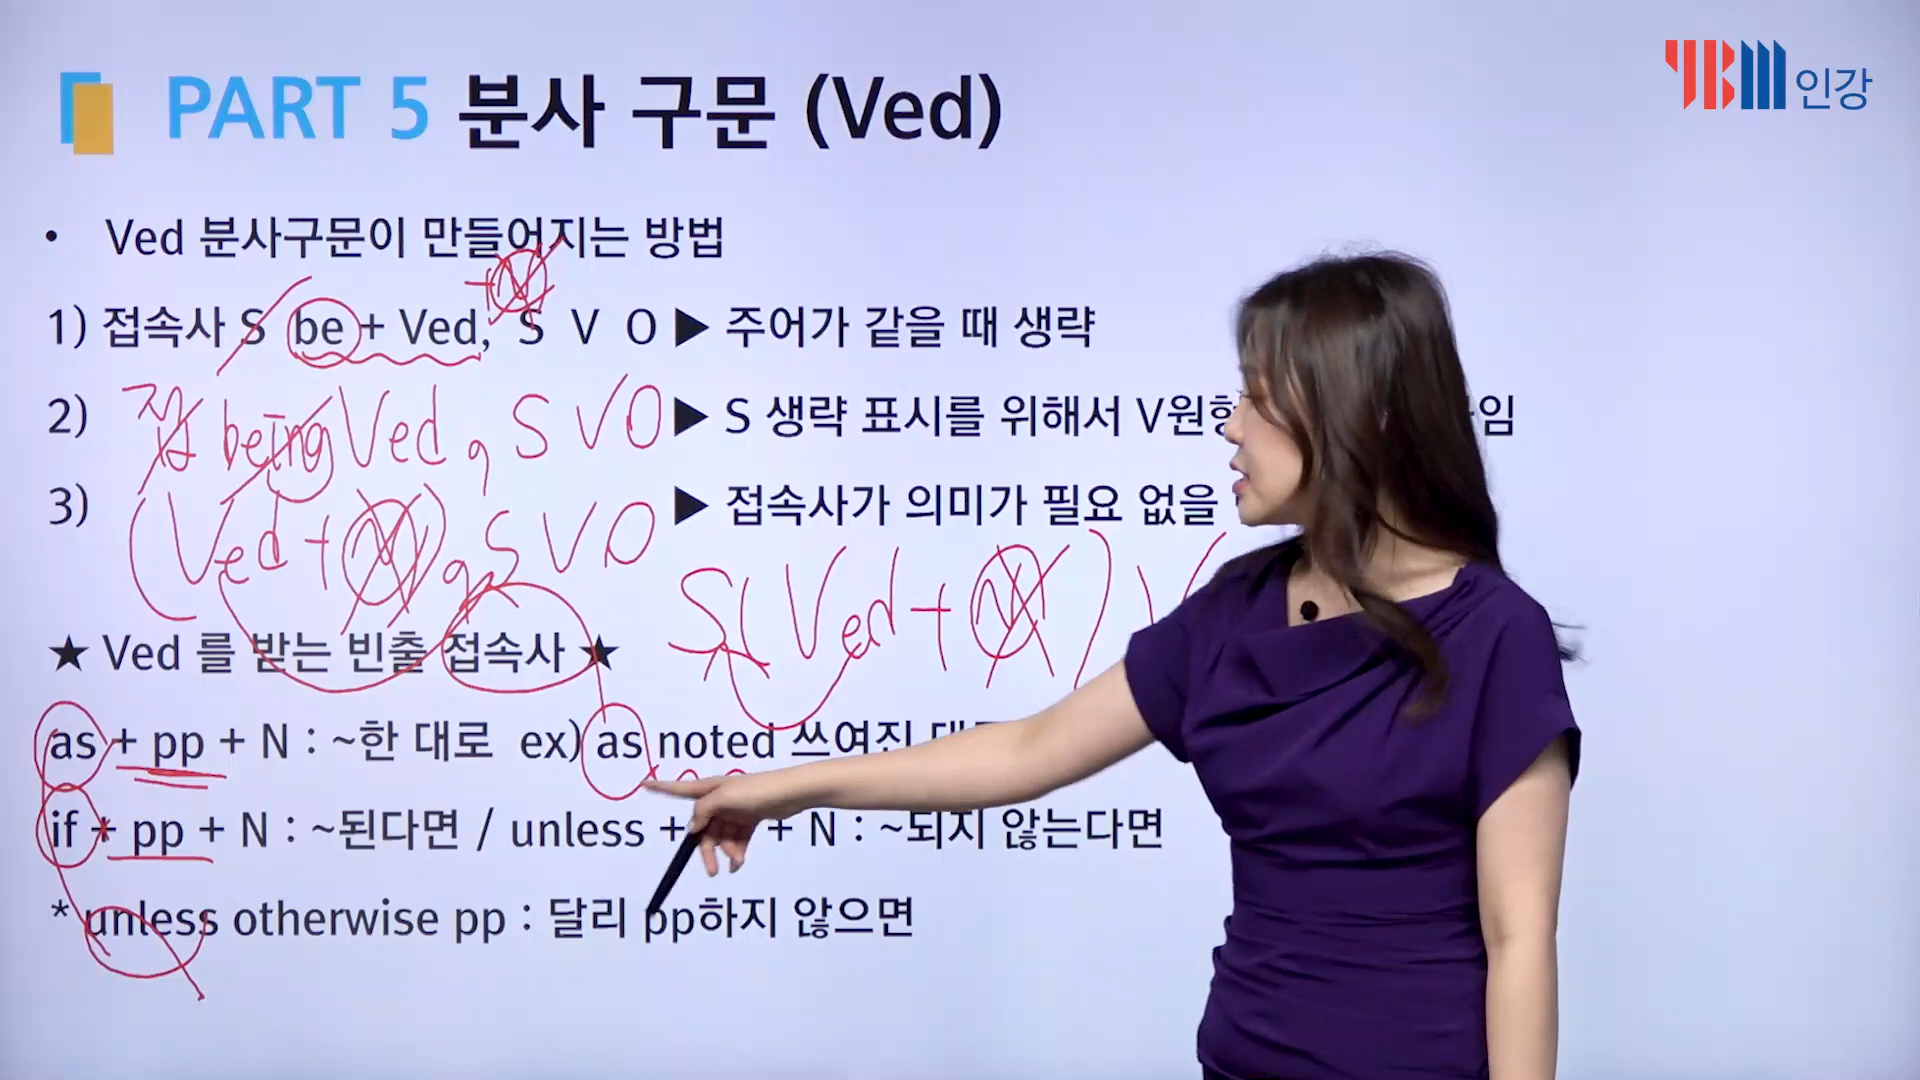 YBM 인강
PART 5 분사 구문 (Ved)
• Ved 분사구문이 만들어지는 방법
+N
1) 접속사 S be + Ved, S V O ▶ 주어가 같을 때 생략
2) 접 being Ved, S V O ▶ S 생략 표시를 위해서 V원형 임
3) (Ved + N), S V O ▶ 접속사가 의미가 필요 없을
S (Ved + N) V
★ Ved 를 받는 빈출 접속사 ★
as + pp + N : ~한 대로 ex) as noted 쓰여진 대로
if + pp + N : ~된다면 / unless + + N : ~되지 않는다면
* unless otherwise pp : 달리 pp하지 않으면